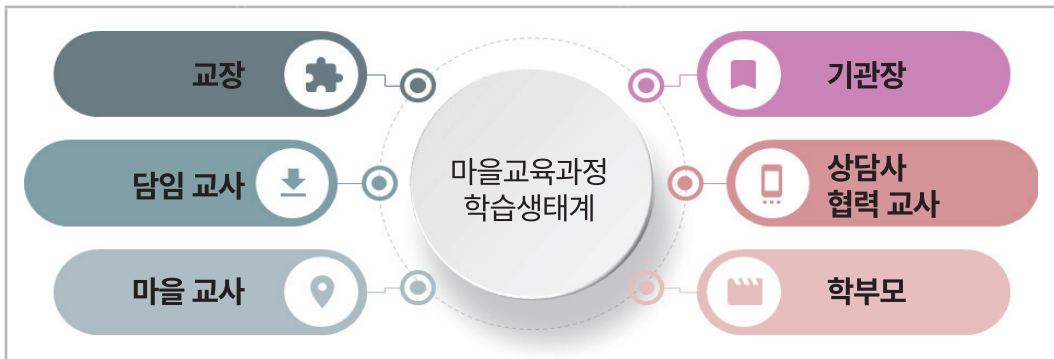 교장
담임 교사
마을 교사
마을교육과정
학습생태계
기관장
상담사
협력 교사
학부모